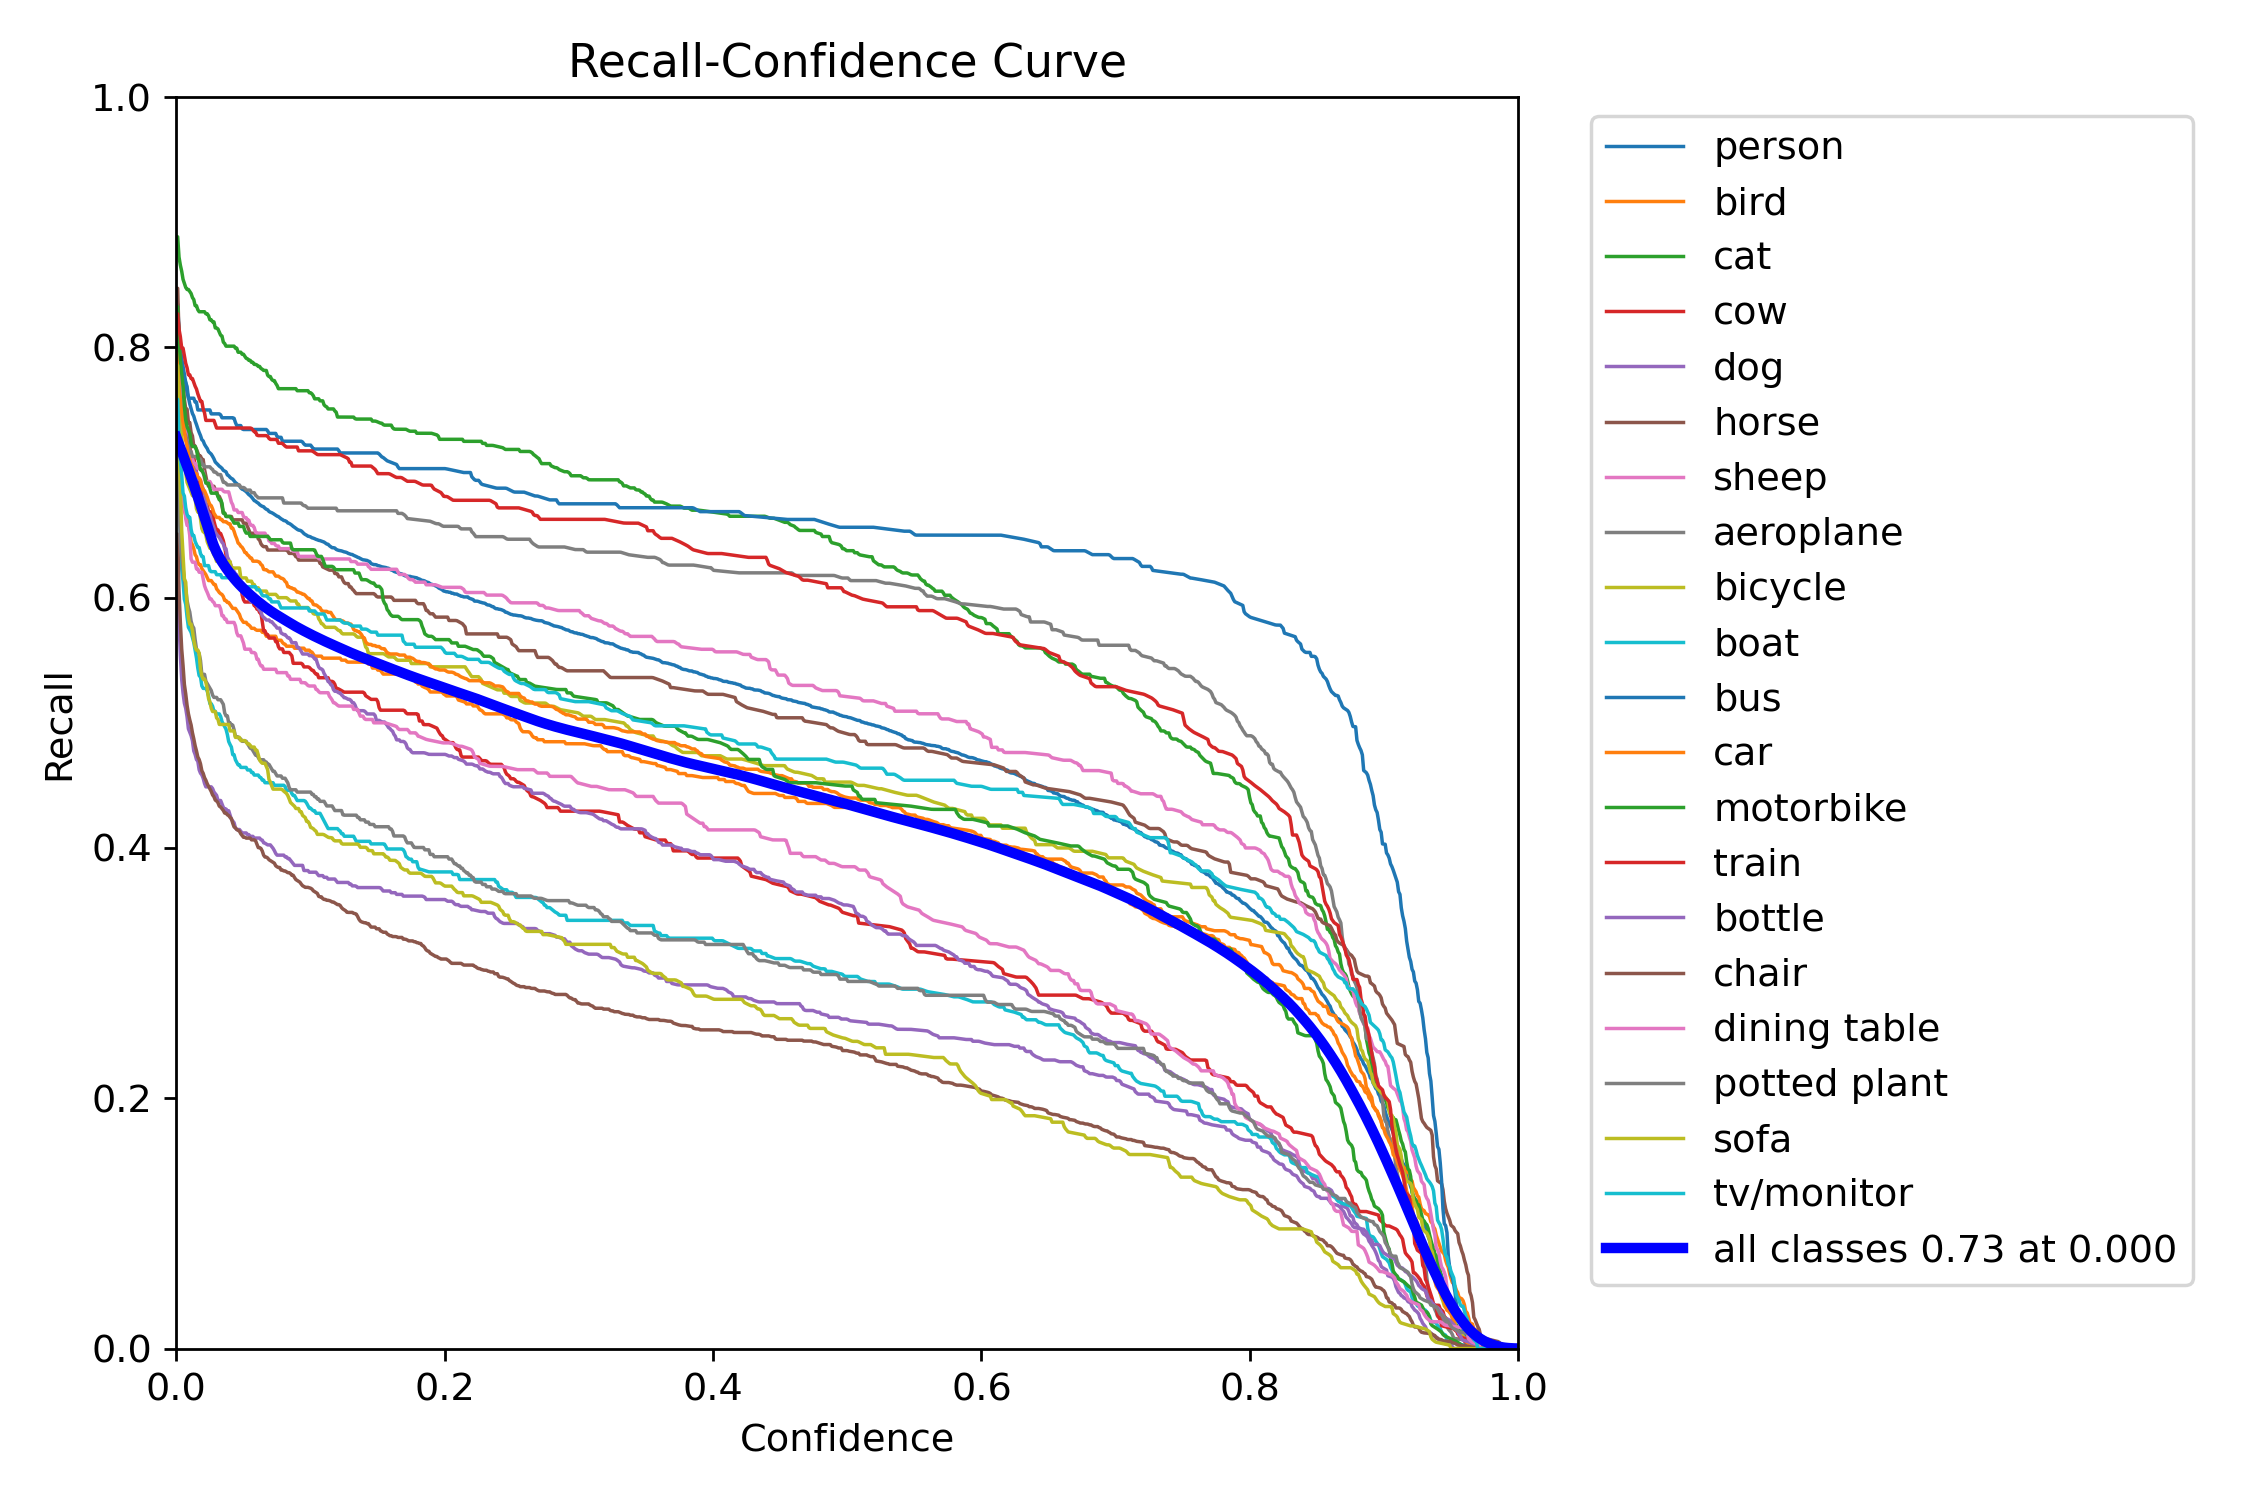 Recall-Confidence Curve
1.0
0.8
0.6
0.4
0.2
0.0
Recall
0.0 0.2 0.4 0.6 0.8 1.0
Confidence
person
bird
cat
cow
dog
horse
sheep
aeroplane
bicycle
boat
bus
car
motorbike
train
bottle
chair
dining table
potted plant
sofa
tv/monitor
all classes 0.73 at 0.000